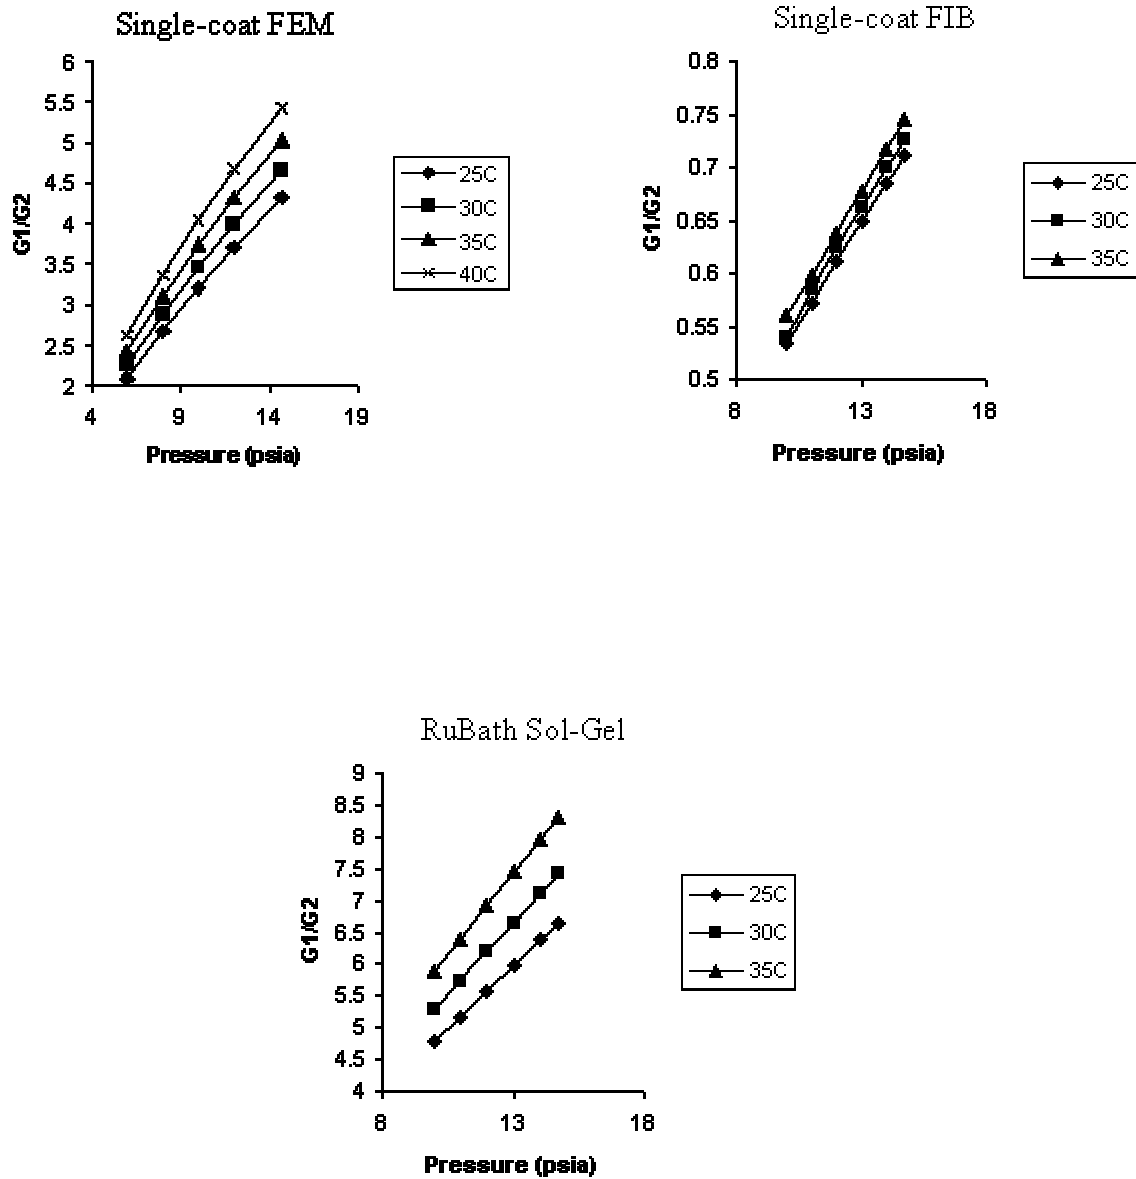 Single-coat FEM
6
5.5
5
4.5
4
3.5
3
2.5
2
G1/G2
4 9 14 19
Pressure (psia)
25C
30C
35C
40C
Single-coat FIB
0.8
0.75
0.7
0.65
0.6
0.55
0.5
G1/G2
8 13 18
Pressure (psia)
25C
30C
35C
RuBath Sol-Gel
9
8.5
8
7.5
7
6.5
6
5.5
5
4.5
4
G1/G2
8 13 18
Pressure (psia)
25C
30C
35C